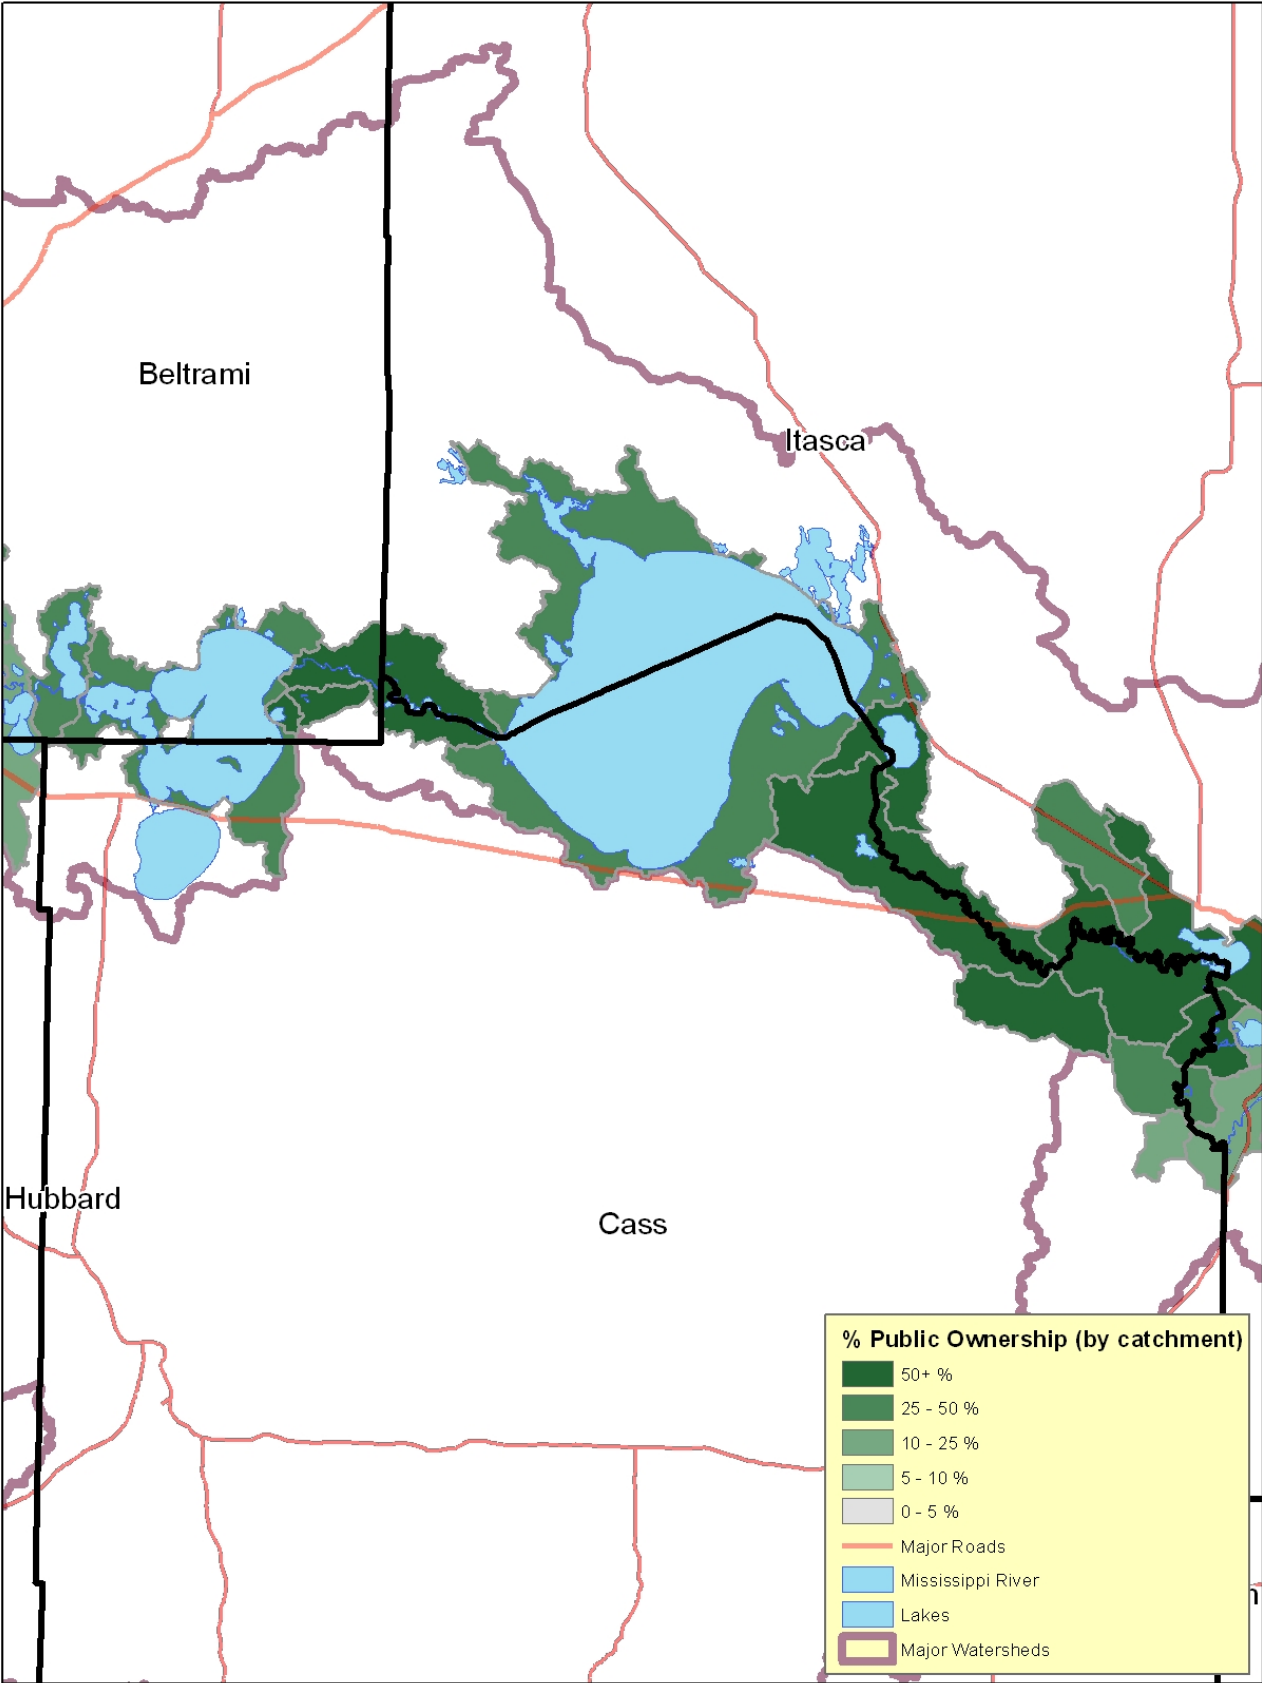 Beltrami
Itasca
Hubbard
Cass
% Public Ownership (by catchment)
50+ %
25 - 50 %
10 - 25 %
5 - 10 %
0 - 5 %
Major Roads
Mississippi River
Lakes
Major Watersheds